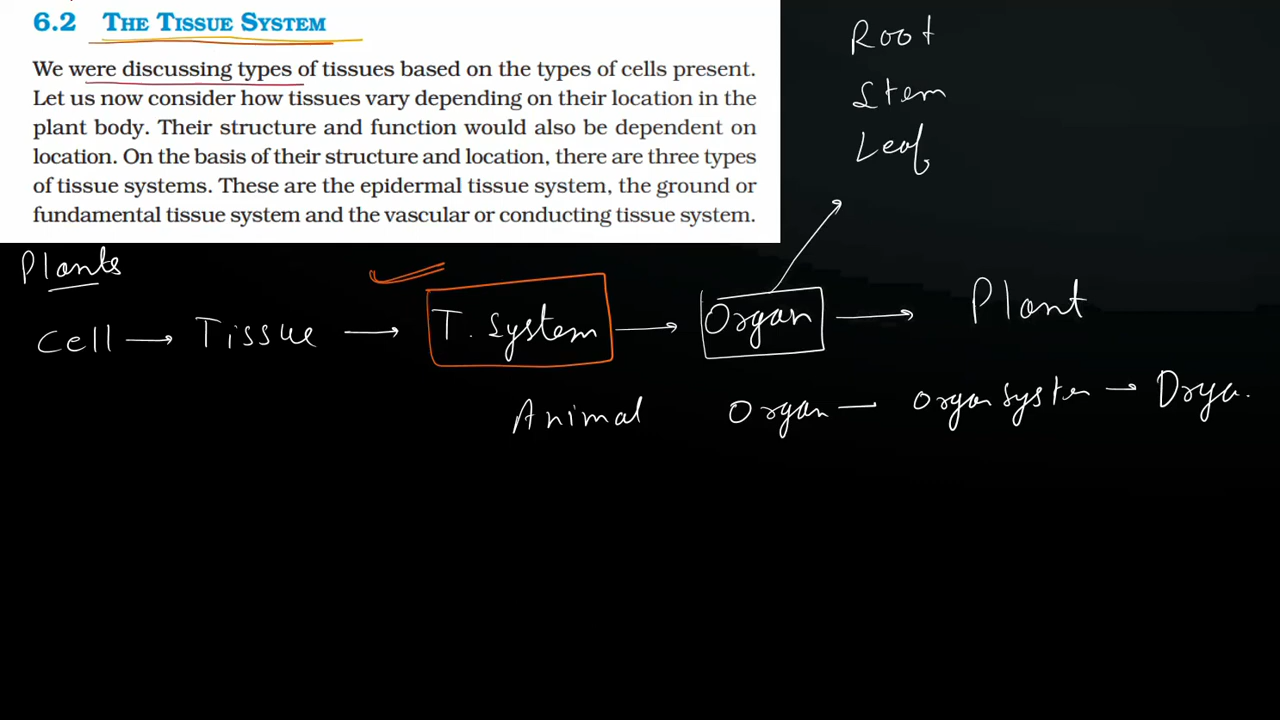 6.2 THE TISSUE SYSTEM
We were discussing types of tissues based on the types of cells present.
Let us now consider how tissues vary depending on their location in the
plant body. Their structure and function would also be dependent on
location. On the basis of their structure and location, there are three types
of tissue systems. These are the epidermal tissue system, the ground or
fundamental tissue system and the vascular or conducting tissue system.
Root
Stem
Leaf
Plants
Cell → Tissue → T. System → Organ → Plant
Animal Organ — Organ System →